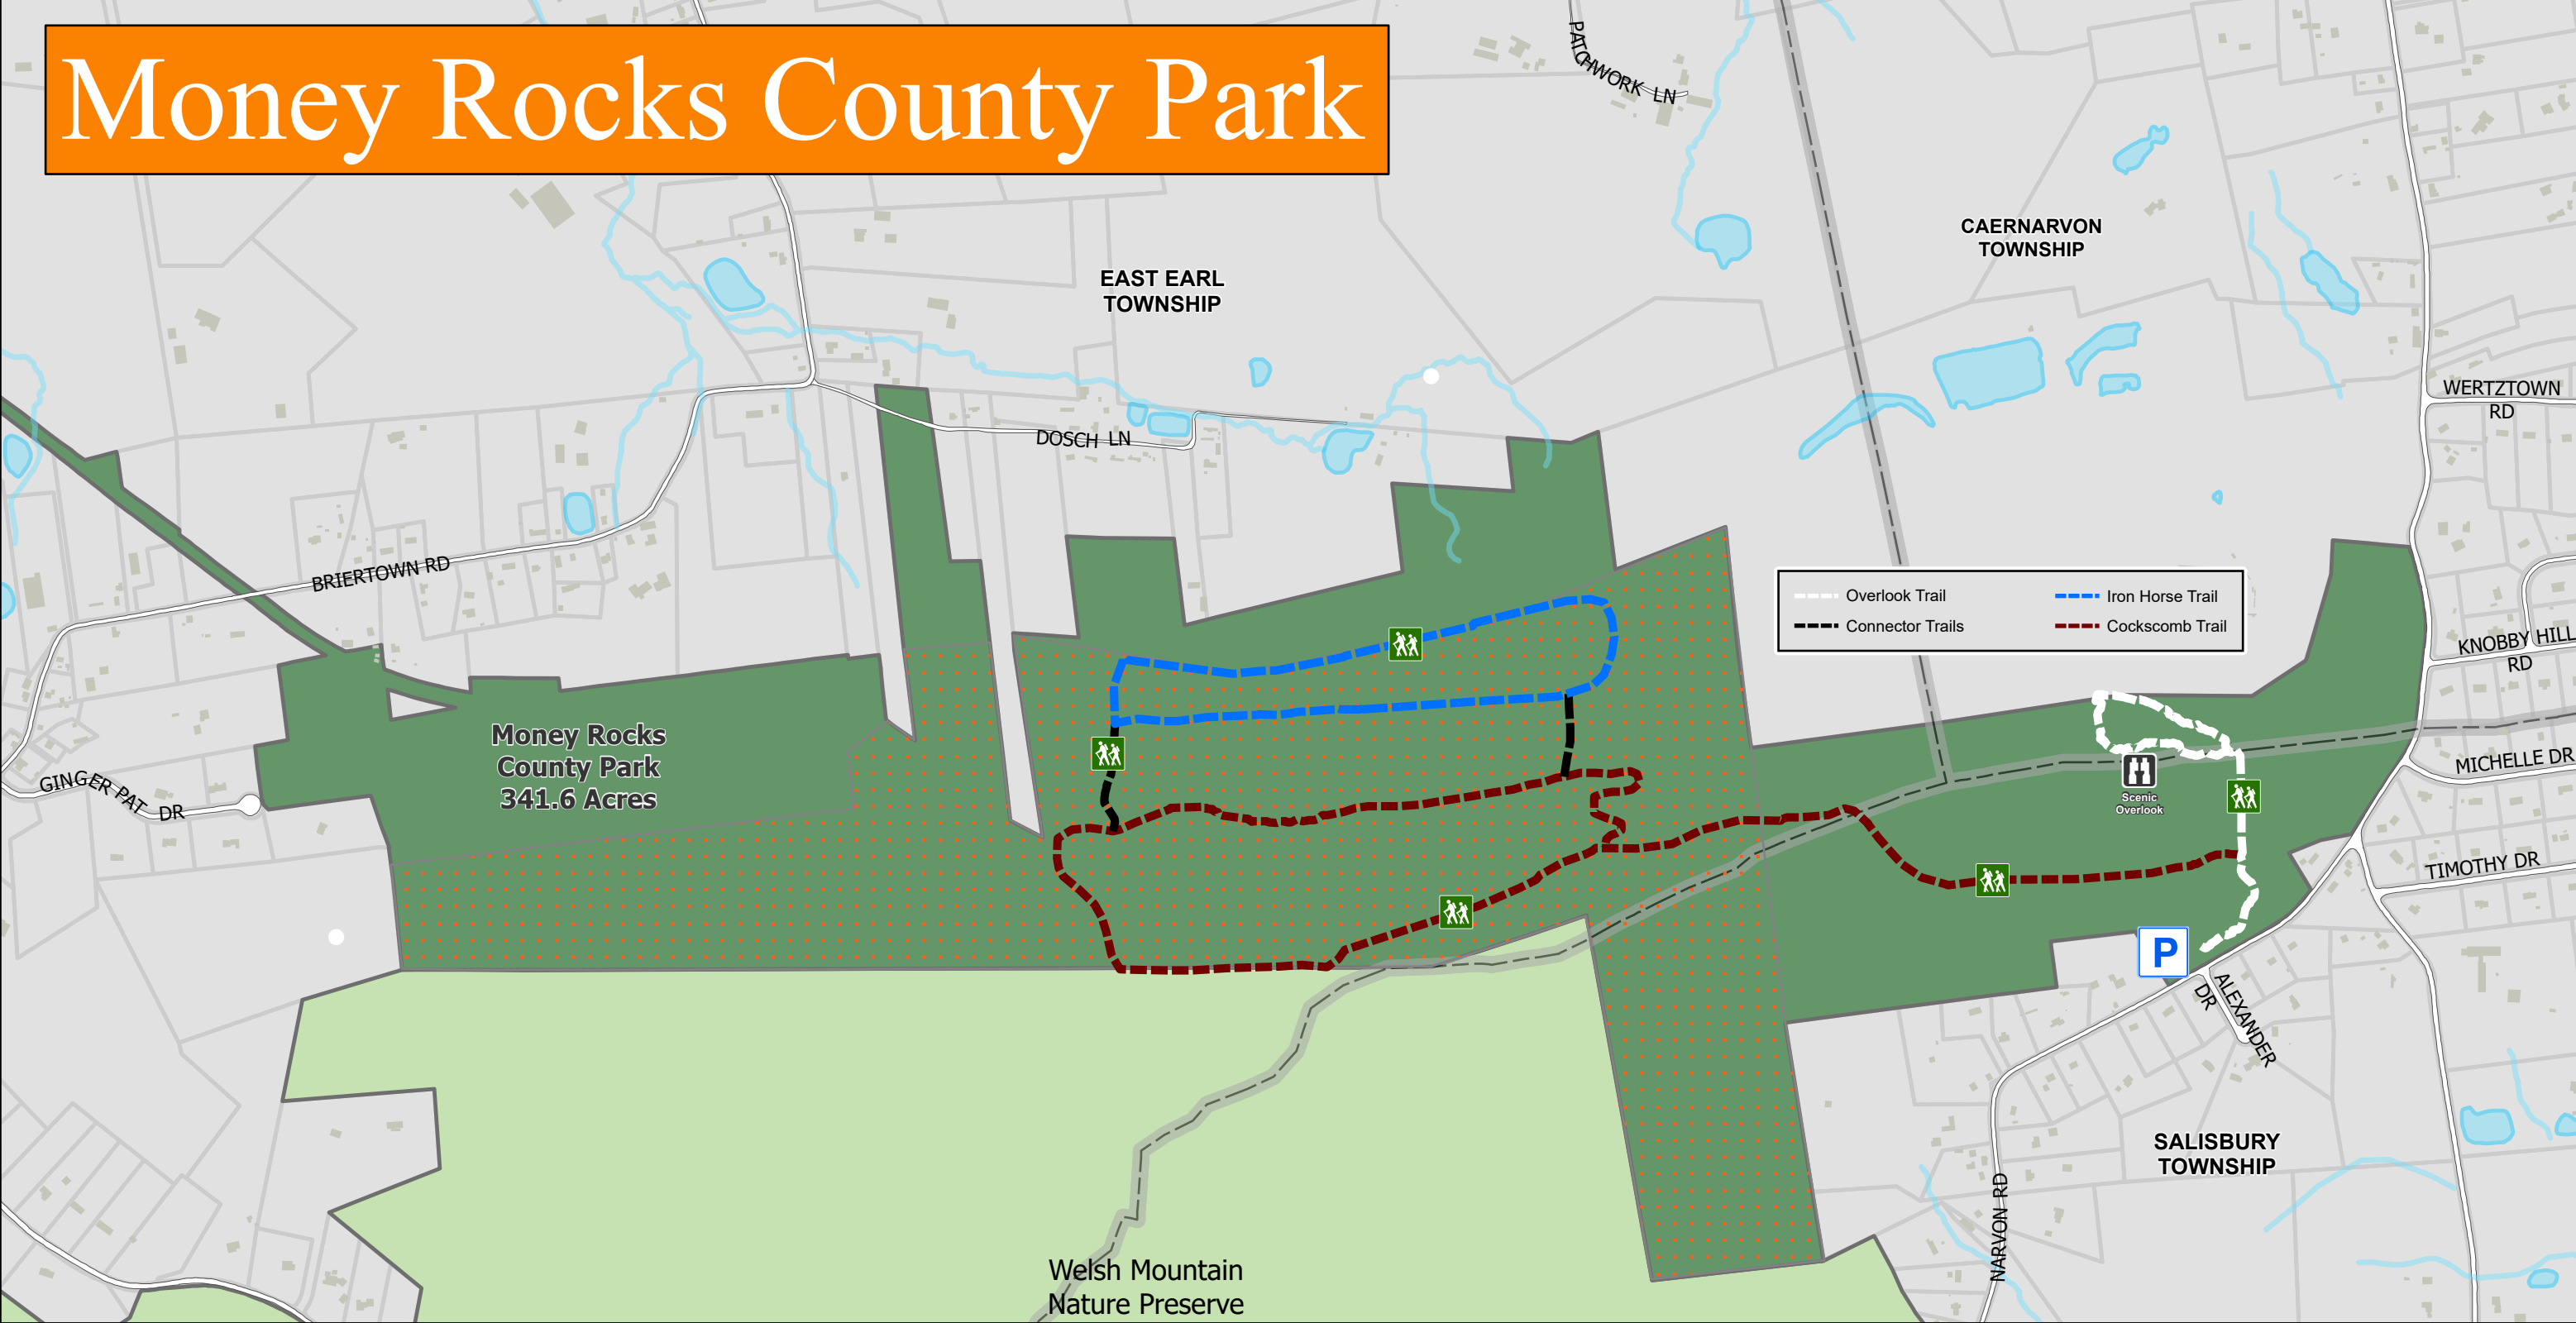 Money Rocks County Park
PATCHWORK LN
CAERNARVON
TOWNSHIP
EAST EARL
TOWNSHIP
WERTZTOWN
RD
DOSCH LN
BRIERTOWN RD
Overlook Trail
Iron Horse Trail
Connector Trails
Cockscomb Trail
KNOBBY HILL
RD
Money Rocks
County Park
341.6 Acres
GINGER PAT DR
MICHELLE DR
Scenic
Overlook
TIMOTHY DR
P
ALEXANDER
DR
SALISBURY
TOWNSHIP
NARVON RD
Welsh Mountain
Nature Preserve